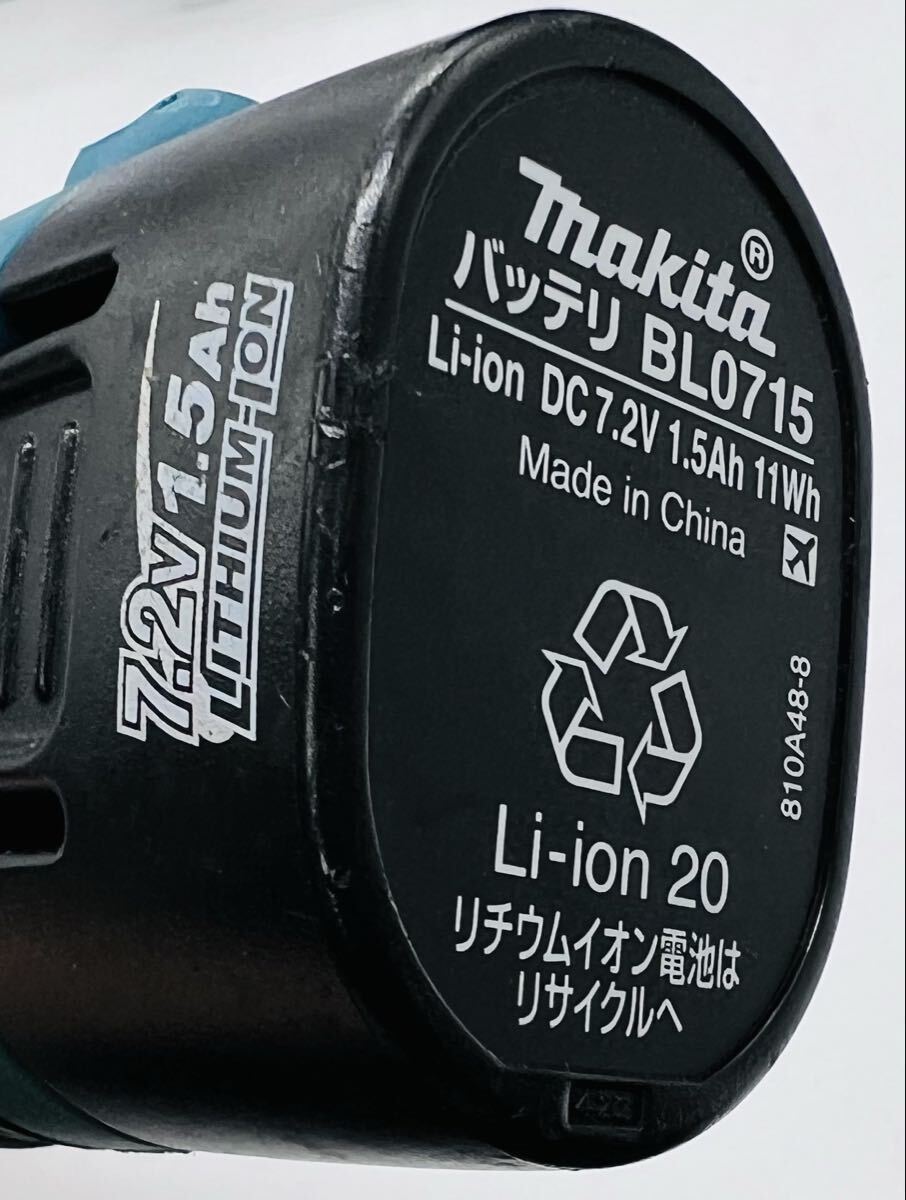 makita®
バッテリ BL0715
Li-ion DC7.2V 1.5Ah 11Wh
Made in China
810A48-8
Li-ion 20
リチウムイオン電池は
リサイクルへ
7.2V 1.5Ah
LITHIUM-ION